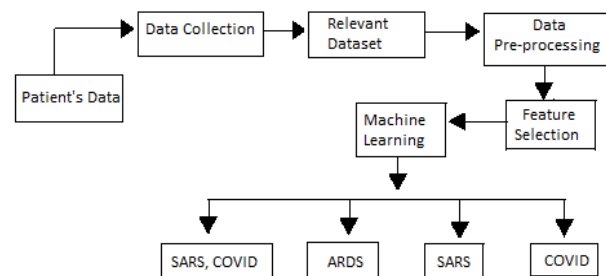 Patient's Data
Data Collection
Relevant
Dataset
Data
Pre-processing
Feature
Selection
Machine
Learning
SARS, COVID
ARDS
SARS
COVID